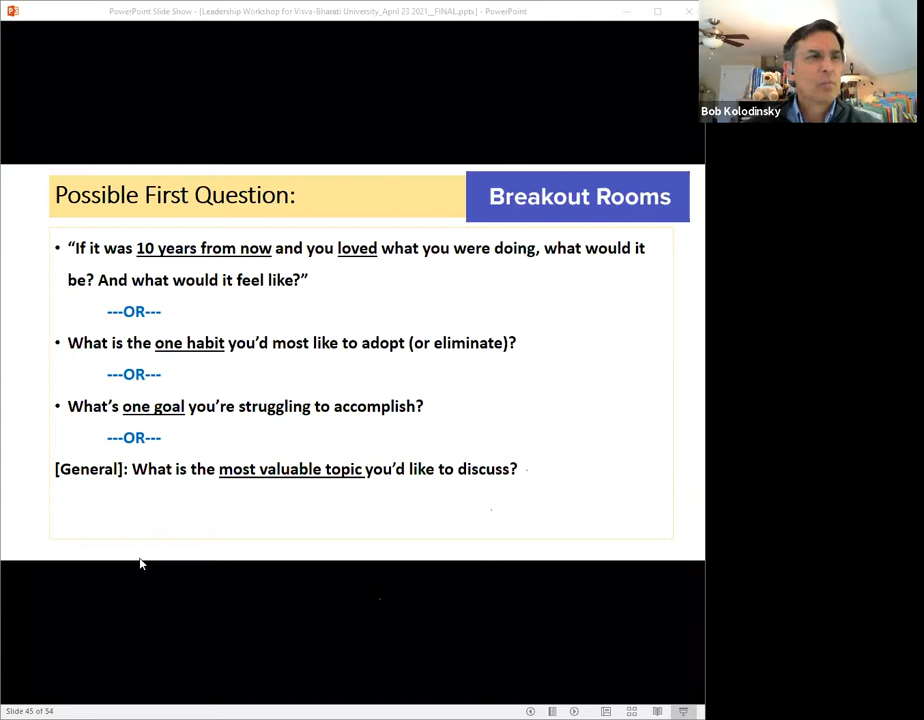 PowerPoint Slide Show - [Leadership Workshop for Visva-Bharati University_April 23 2021__FINAL.pptx] - PowerPoint
Bob Kolodinsky
Possible First Question:
Breakout Rooms
• “If it was 10 years from now and you loved what you were doing, what would it
be? And what would it feel like?”
---OR---
• What is the one habit you’d most like to adopt (or eliminate)?
---OR---
• What’s one goal you’re struggling to accomplish?
---OR---
[General]: What is the most valuable topic you’d like to discuss?
Slide 45 of 54